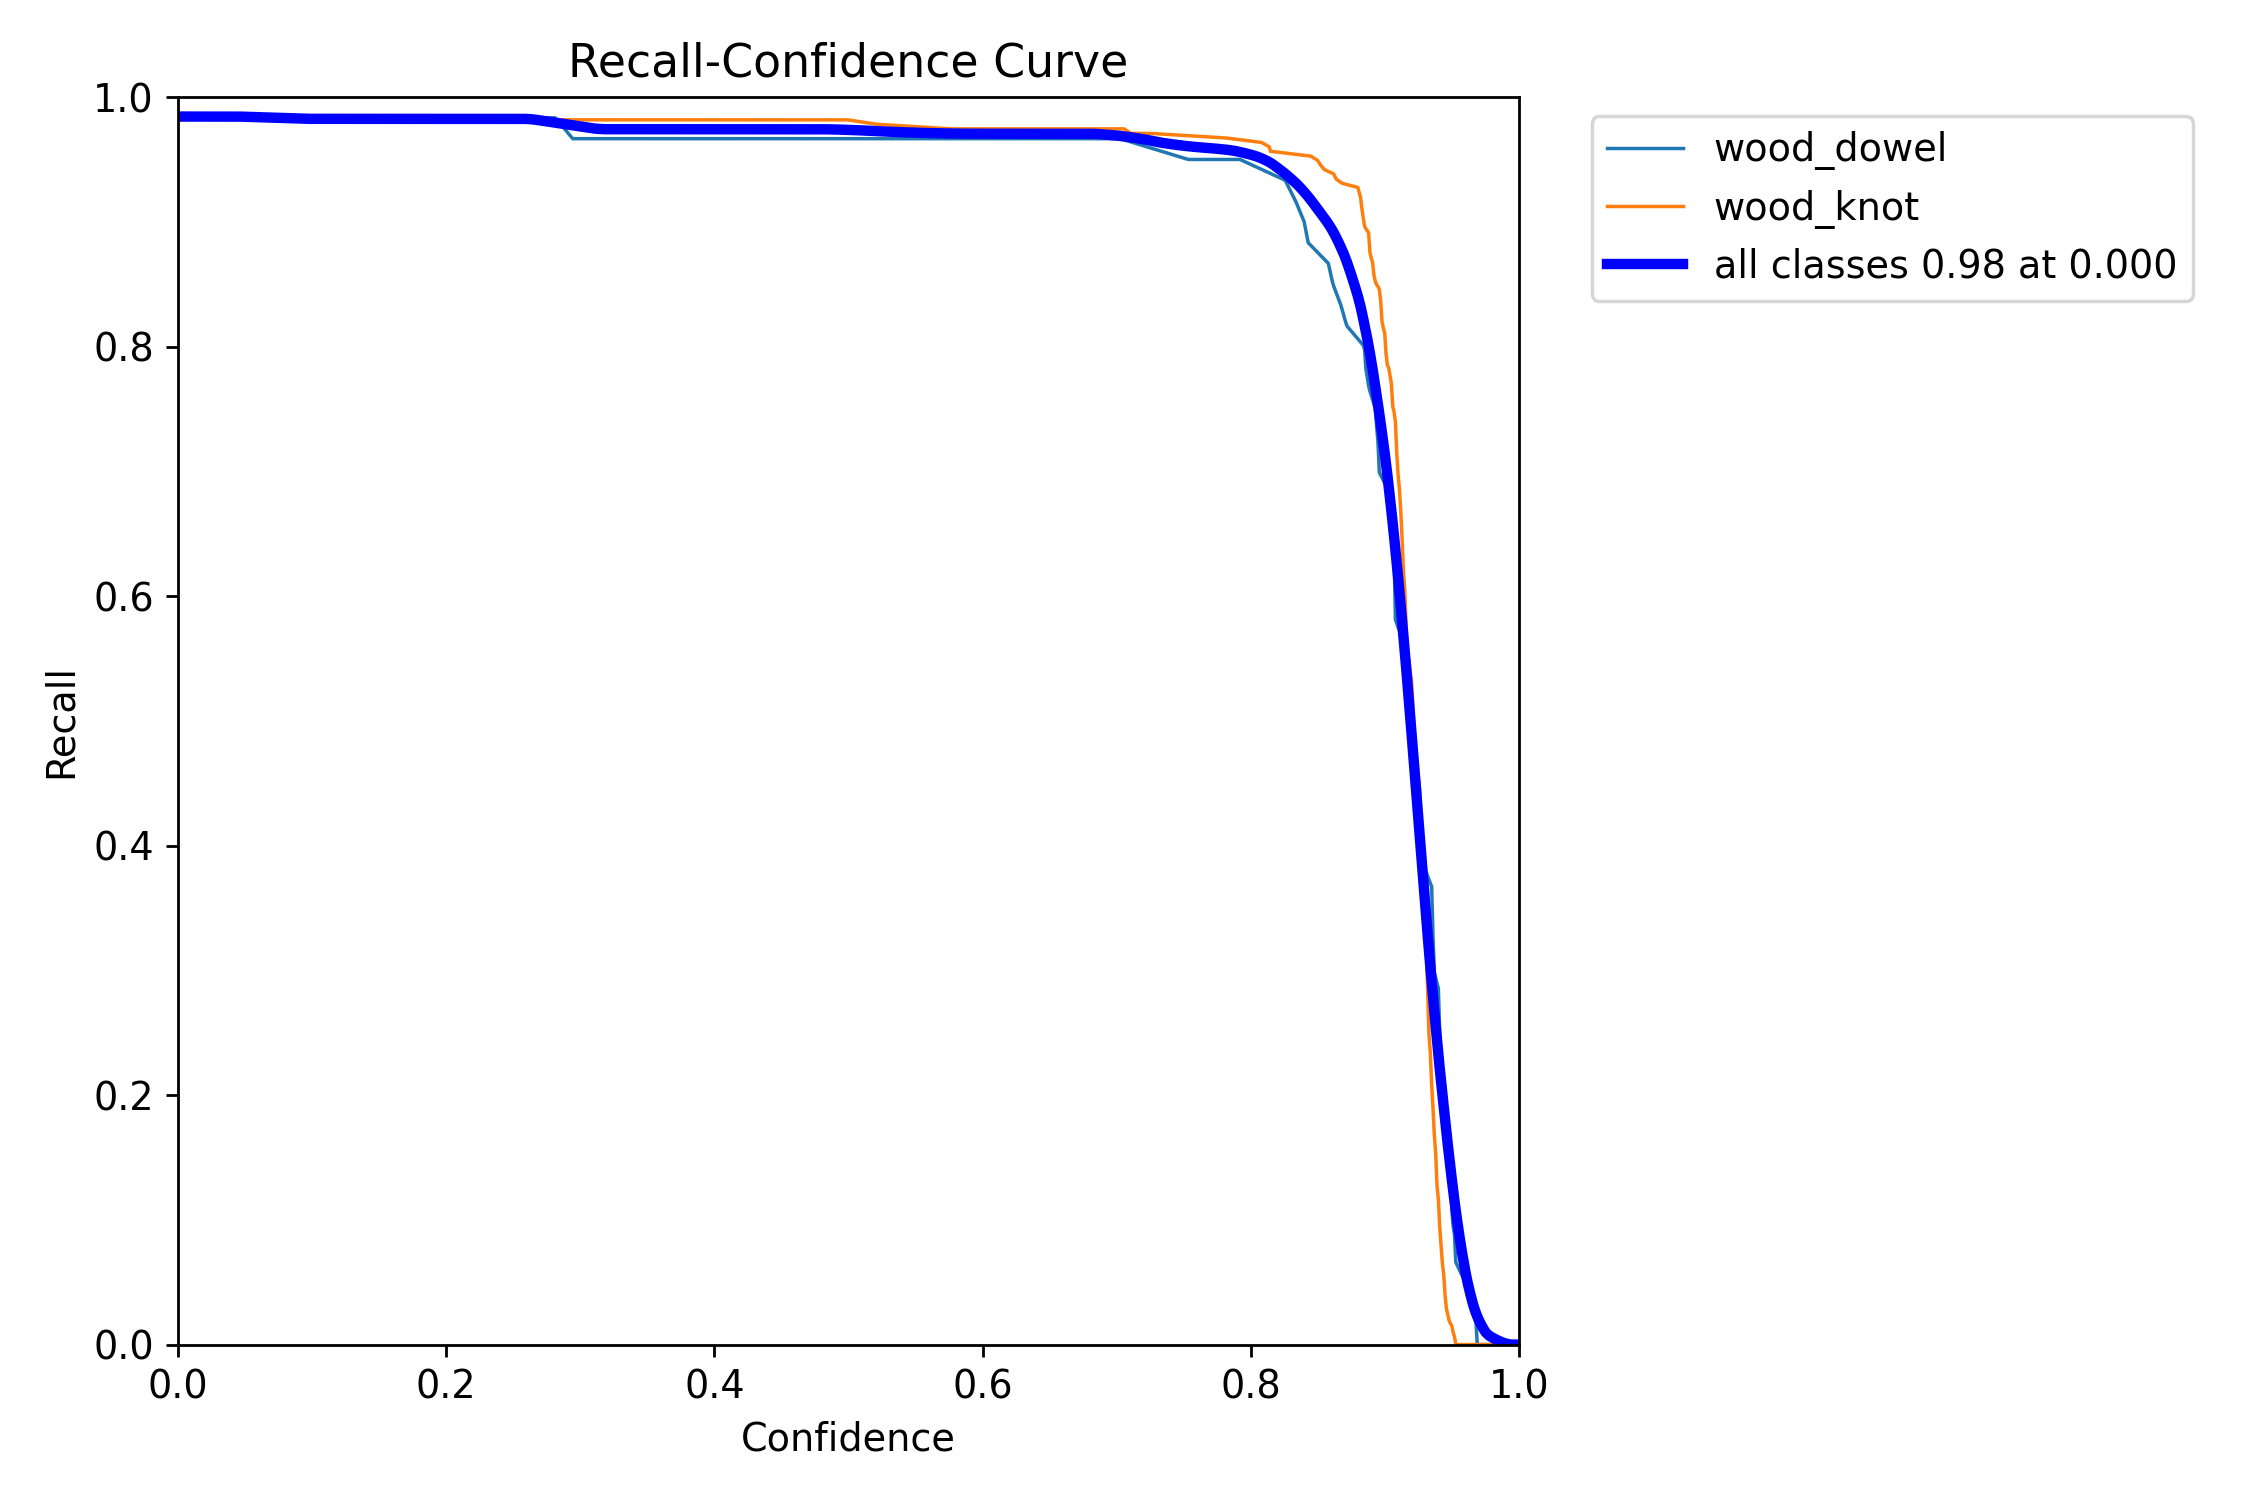 Recall-Confidence Curve
1.0
0.8
0.6
0.4
0.2
0.0
Recall
0.0 0.2 0.4 0.6 0.8 1.0
Confidence
wood_dowel
wood_knot
all classes 0.98 at 0.000